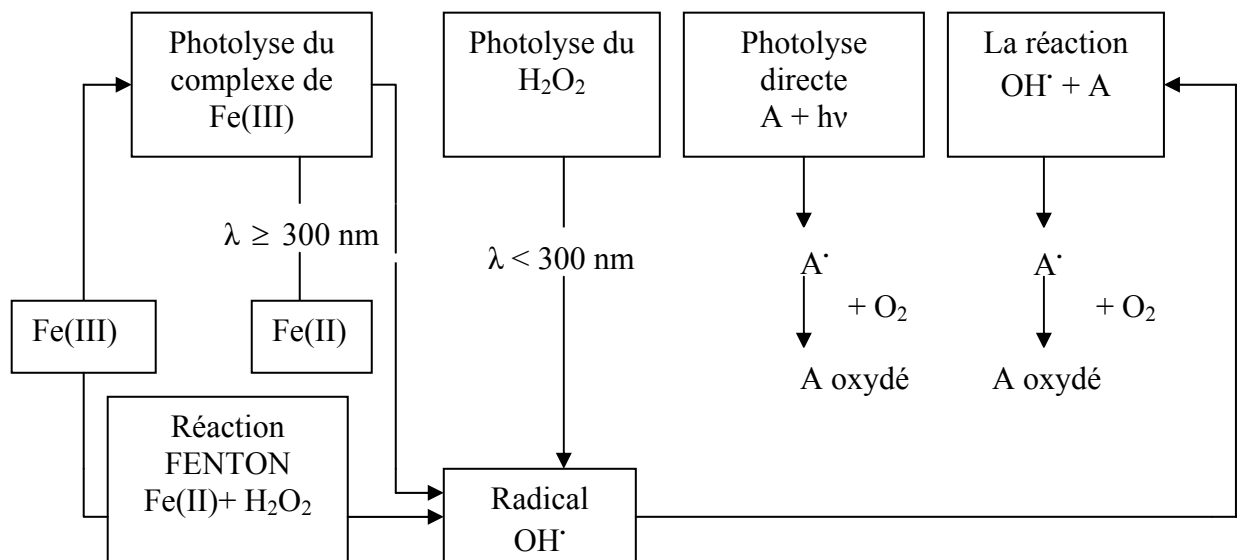 Photolyse du
complexe de
Fe(III)
Photolyse du
H₂O₂
Photolyse
directe
A + hν
La réaction
OH˙ + A
λ ≥ 300 nm
λ < 300 nm
A˙
+ O₂
A oxydé
A˙
+ O₂
A oxydé
Fe(III)
Fe(II)
Réaction
FENTON
Fe(II)+ H₂O₂
Radical
OH˙